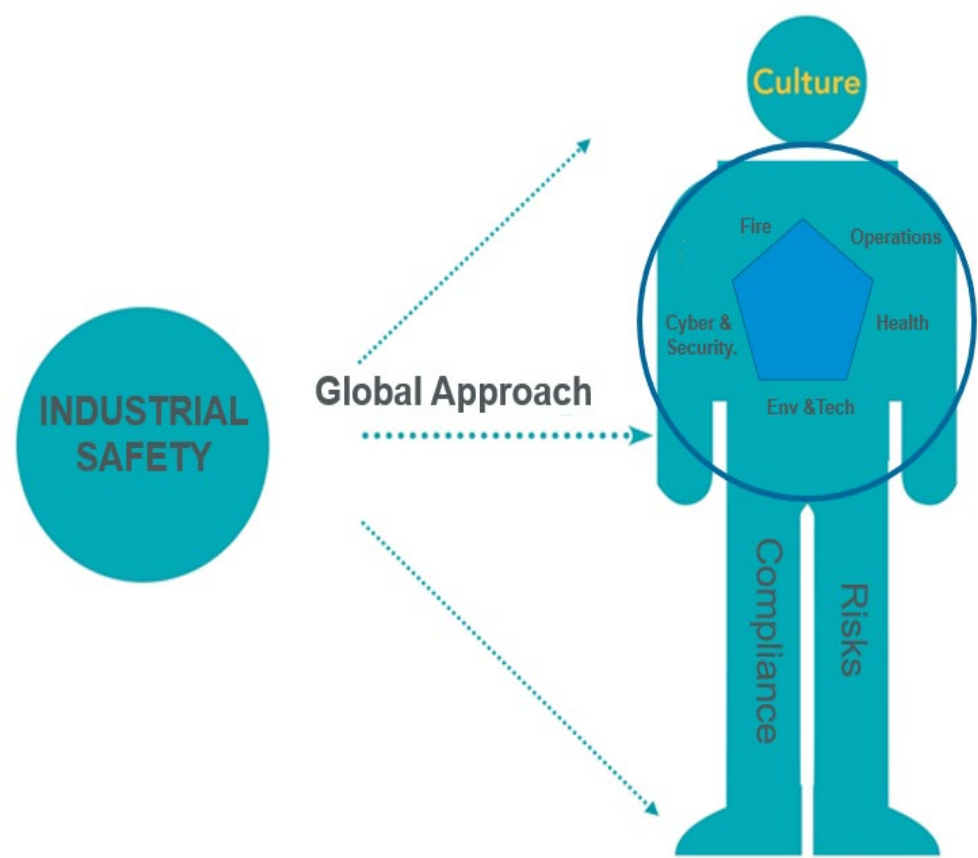 Culture
Fire
Operations
Cyber &
Security.
Health
Env &Tech
Global Approach
INDUSTRIAL
SAFETY
Compliance
Risks